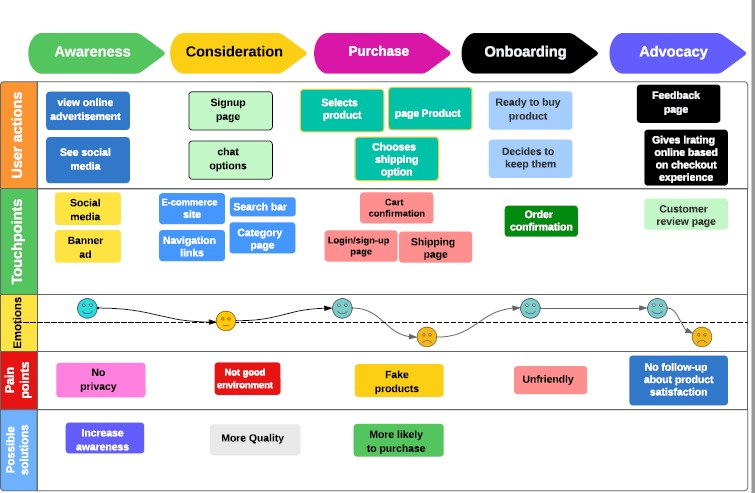 Awareness
Consideration
Purchase
Onboarding
Advocacy
User actions
view online
advertisement
See social
media
Signup
page
chat
options
Selects
product
page Product
Chooses
shipping
option
Ready to buy
product
Decides to
keep them
Feedback
page
Gives lrating
online based
on checkout
experience
Touchpoints
Social
media
Banner
ad
E-commerce
site
Search bar
Navigation
links
Category
page
Cart
confirmation
Login/sign-up
page
Shipping
page
Order
confirmation
Customer
review page
Emotions
Pain
points
No
privacy
Not good
environment
Fake
products
Unfriendly
No follow-up
about product
satisfaction
Possible
solutions
Increase
awareness
More Quality
More likely
to purchase